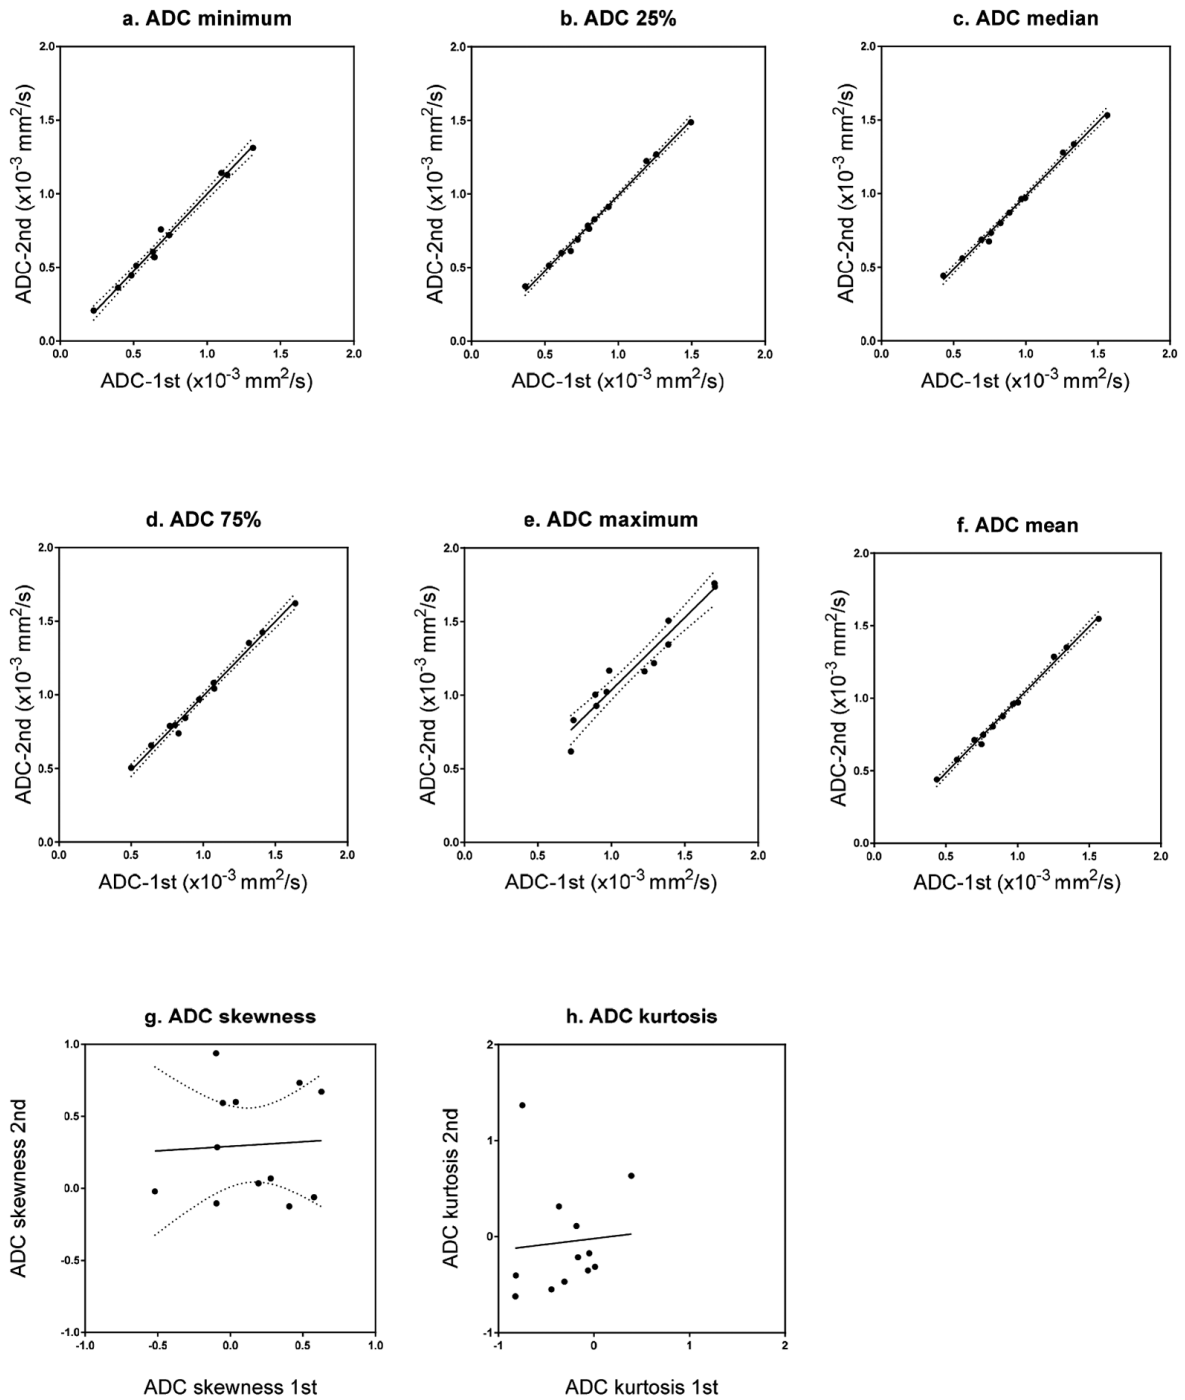 a. ADC minimum
2.0
1.5
1.0
0.5
0.0
0.0 0.5 1.0 1.5 2.0
ADC-2nd (x10⁻³ mm²/s)
ADC-1st (x10⁻³ mm²/s)
b. ADC 25%
2.0
1.5
1.0
0.5
0.0
0.0 0.5 1.0 1.5 2.0
ADC-2nd (x10⁻³ mm²/s)
ADC-1st (x10⁻³ mm²/s)
c. ADC median
2.0
1.5
1.0
0.5
0.0
0.0 0.5 1.0 1.5 2.0
ADC-2nd (x10⁻³ mm²/s)
ADC-1st (x10⁻³ mm²/s)
d. ADC 75%
2.0
1.5
1.0
0.5
0.0
0.0 0.5 1.0 1.5 2.0
ADC-2nd (x10⁻³ mm²/s)
ADC-1st (x10⁻³ mm²/s)
e. ADC maximum
2.0
1.5
1.0
0.5
0.0
0.0 0.5 1.0 1.5 2.0
ADC-2nd (x10⁻³ mm²/s)
ADC-1st (x10⁻³ mm²/s)
f. ADC mean
2.0
1.5
1.0
0.5
0.0
0.0 0.5 1.0 1.5 2.0
ADC-2nd (x10⁻³ mm²/s)
ADC-1st (x10⁻³ mm²/s)
g. ADC skewness
1.0
0.5
0.0
-0.5
-1.0
-1.0 -0.5 0.0 0.5 1.0
ADC skewness 2nd
ADC skewness 1st
h. ADC kurtosis
2
1
0
-1
-1 0 1 2
ADC kurtosis 2nd
ADC kurtosis 1st